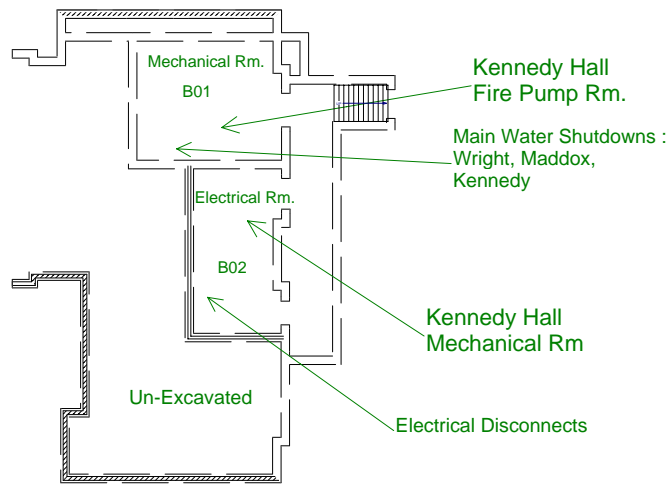 Mechanical Rm.
B01
Kennedy Hall
Fire Pump Rm.
Main Water Shutdowns :
Wright, Maddox,
Kennedy
Electrical Rm.
B02
Kennedy Hall
Mechanical Rm
Un-Excavated
Electrical Disconnects